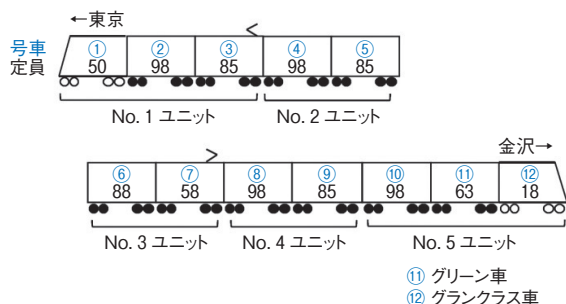 ←東京
号車 ① ② ③ ④ ⑤
定員 50 98 85 98 85
No. 1 ユニット No. 2 ユニット
金沢→
⑥ ⑦ ⑧ ⑨ ⑩ ⑪ ⑫
88 58 98 85 98 63 18
No. 3 ユニット No. 4 ユニット No. 5 ユニット
⑪ グリーン車
⑫ グランクラス車